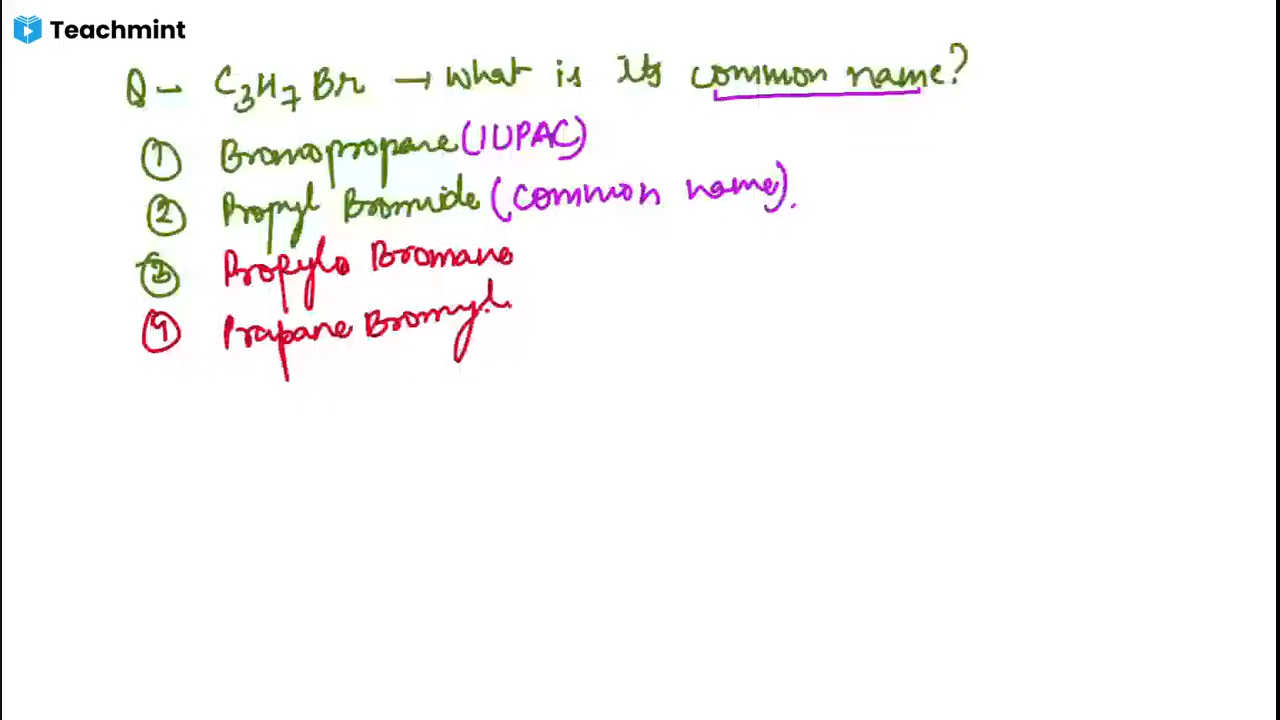 Teachmint
Q - C3H7Br → What is its common name?
① Bromopropane (IUPAC)
② Propyl Bromide (common name).
③ Propylo Bromane
④ Propane Bromyl